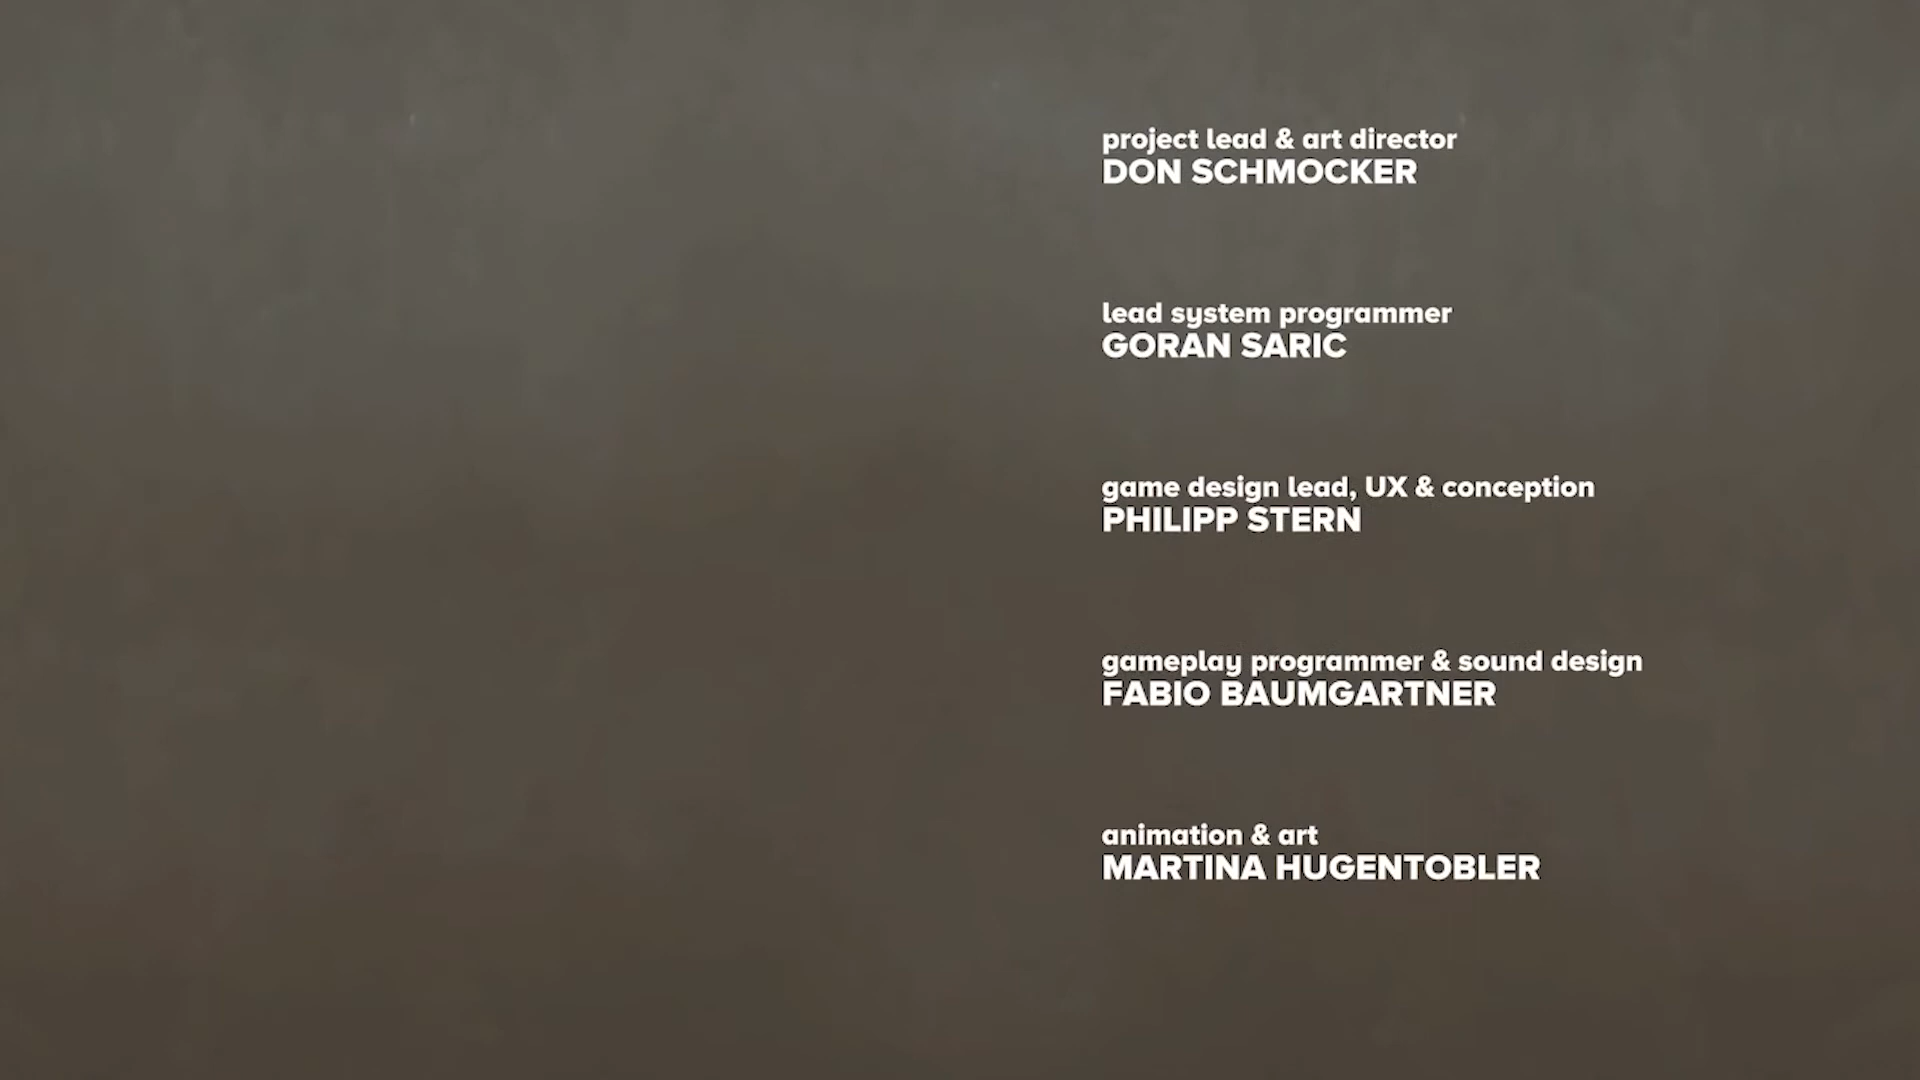 project lead & art director
DON SCHMOCKER
lead system programmer
GORAN SARIC
game design lead, UX & conception
PHILIPP STERN
gameplay programmer & sound design
FABIO BAUMGARTNER
animation & art
MARTINA HUGENTOBLER